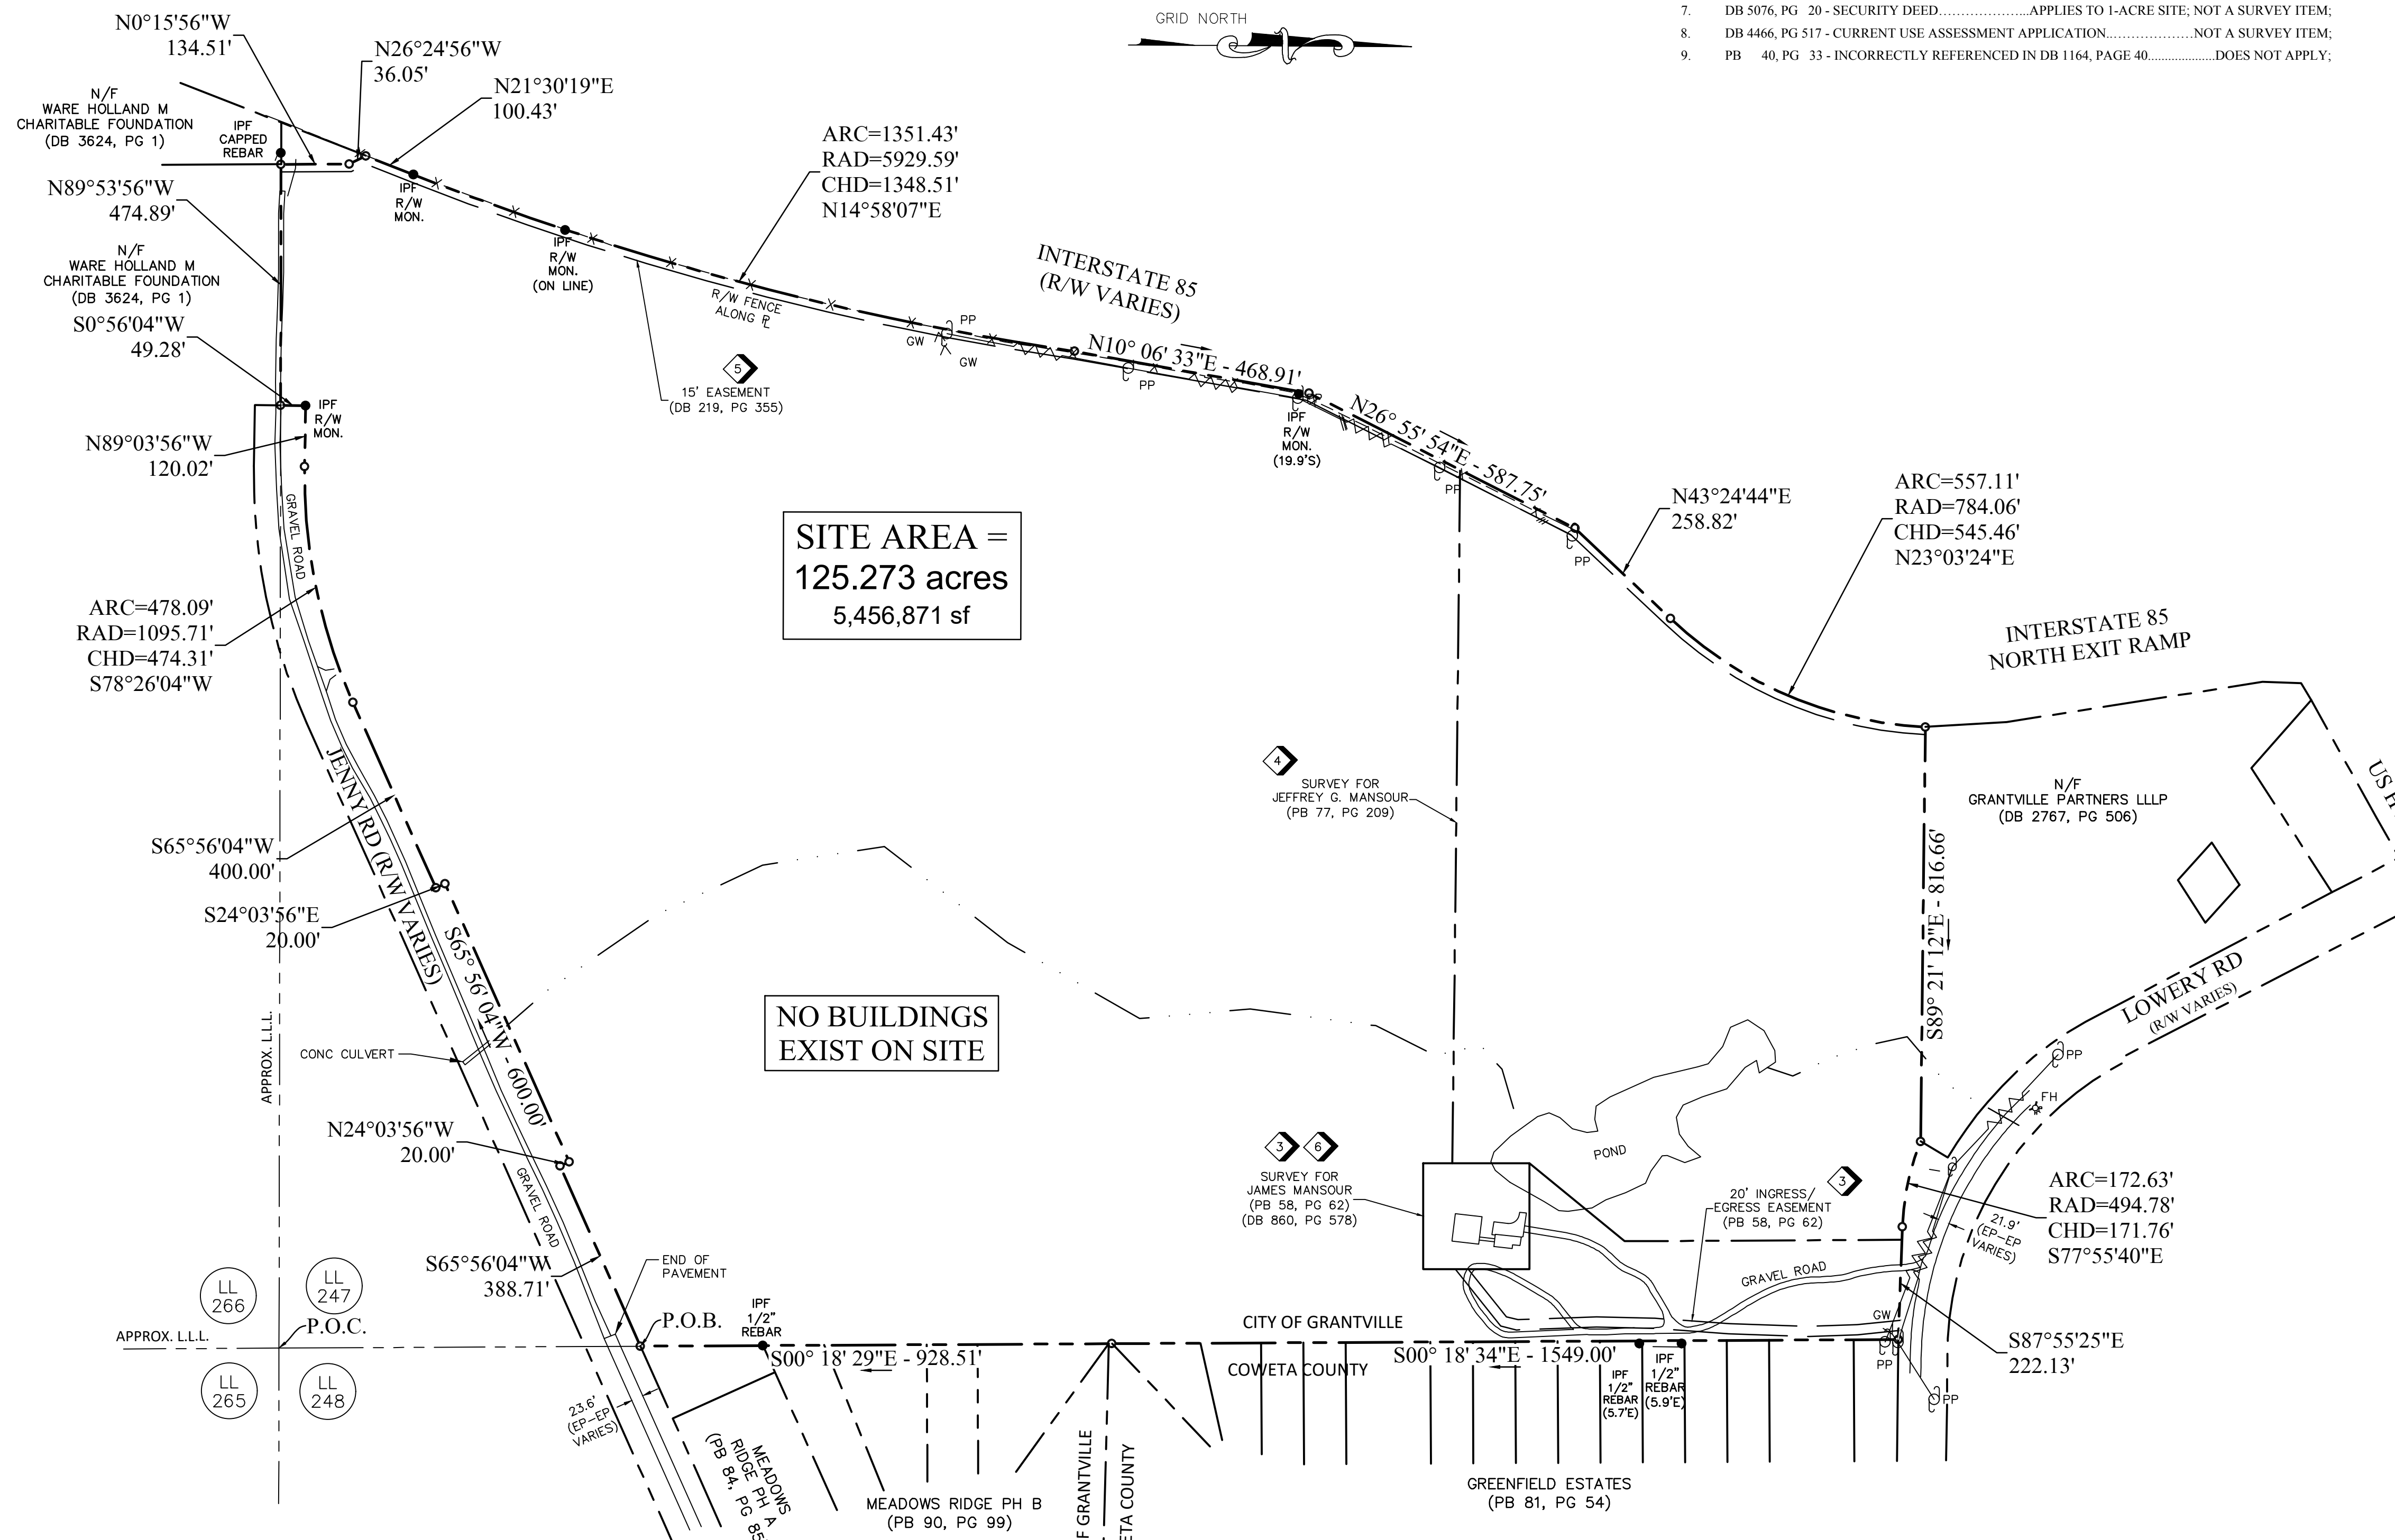 GRID NORTH
7. DB 5076, PG 20 - SECURITY DEED.....................APPLIES TO 1-ACRE SITE; NOT A SURVEY ITEM;
8. DB 4466, PG 517 - CURRENT USE ASSESSMENT APPLICATION....................NOT A SURVEY ITEM;
9. PB 40, PG 33 - INCORRECTLY REFERENCED IN DB 1164, PAGE 40....................DOES NOT APPLY;
N0°15'56"W
134.51'
N26°24'56"W
36.05'
N21°30'19"E
100.43'
N/F
WARE HOLLAND M
CHARITABLE FOUNDATION
(DB 3624, PG 1)
IPF
CAPPED
REBAR
IPF
R/W
MON.
ARC=1351.43'
RAD=5929.59'
CHD=1348.51'
N14°58'07"E
N89°53'56"W
474.89'
IPF
R/W
MON.
(ON LINE)
N/F
WARE HOLLAND M
CHARITABLE FOUNDATION
(DB 3624, PG 1)
R/W FENCE
ALONG PL
INTERSTATE 85
(R/W VARIES)
PP
GW
GW
PP
N10° 06' 33"E - 468.91'
S0°56'04"W
49.28'
5
15' EASEMENT
(DB 219, PG 355)
IPF
R/W
MON.
IPF
R/W
MON.
(19.9'S)
PP
N26° 55' 54"E - 587.75'
PP
PP
N89°03'56"W
120.02'
GRAVEL ROAD
N43°24'44"E
258.82'
ARC=557.11'
RAD=784.06'
CHD=545.46'
N23°03'24"E
SITE AREA =
125.273 acres
5,456,871 sf
ARC=478.09'
RAD=1095.71'
CHD=474.31'
S78°26'04"W
INTERSTATE 85
NORTH EXIT RAMP
JENNY RD (R/W VARIES)
4
SURVEY FOR
JEFFREY G. MANSOUR
(PB 77, PG 209)
N/F
GRANTVILLE PARTNERS LLLP
(DB 2767, PG 506)
US H
S65°56'04"W
400.00'
S24°03'56"E
20.00'
S65° 56' 04"W - 600.00'
S89° 21' 12"E - 816.66'
LOWERY RD
(R/W VARIES)
NO BUILDINGS
EXIST ON SITE
APPROX. L.L.L.
CONC CULVERT
PP
FH
N24°03'56"W
20.00'
GRAVEL ROAD
3
6
SURVEY FOR
JAMES MANSOUR
(PB 58, PG 62)
(DB 860, PG 578)
POND
20' INGRESS/
EGRESS EASEMENT
(PB 58, PG 62)
3
21.9'
(EP-EP
VARIES)
ARC=172.63'
RAD=494.78'
CHD=171.76'
S77°55'40"E
S65°56'04"W
388.71'
END OF
PAVEMENT
GRAVEL ROAD
LL
266
LL
247
APPROX. L.L.L.
P.O.C.
P.O.B.
IPF
1/2"
REBAR
CITY OF GRANTVILLE
COWETA COUNTY
GW
PP
PP
S87°55'25"E
222.13'
S00° 18' 29"E - 928.51'
S00° 18' 34"E - 1549.00'
IPF
1/2"
REBAR
(5.7'E)
IPF
1/2"
REBAR
(5.9'E)
LL
265
LL
248
23.6'
(EP-EP
VARIES)
MEADOWS
RIDGE PH A
(PB 84, PG 85
MEADOWS RIDGE PH B
(PB 90, PG 99)
F GRANTVILLE
ETA COUNTY
GREENFIELD ESTATES
(PB 81, PG 54)